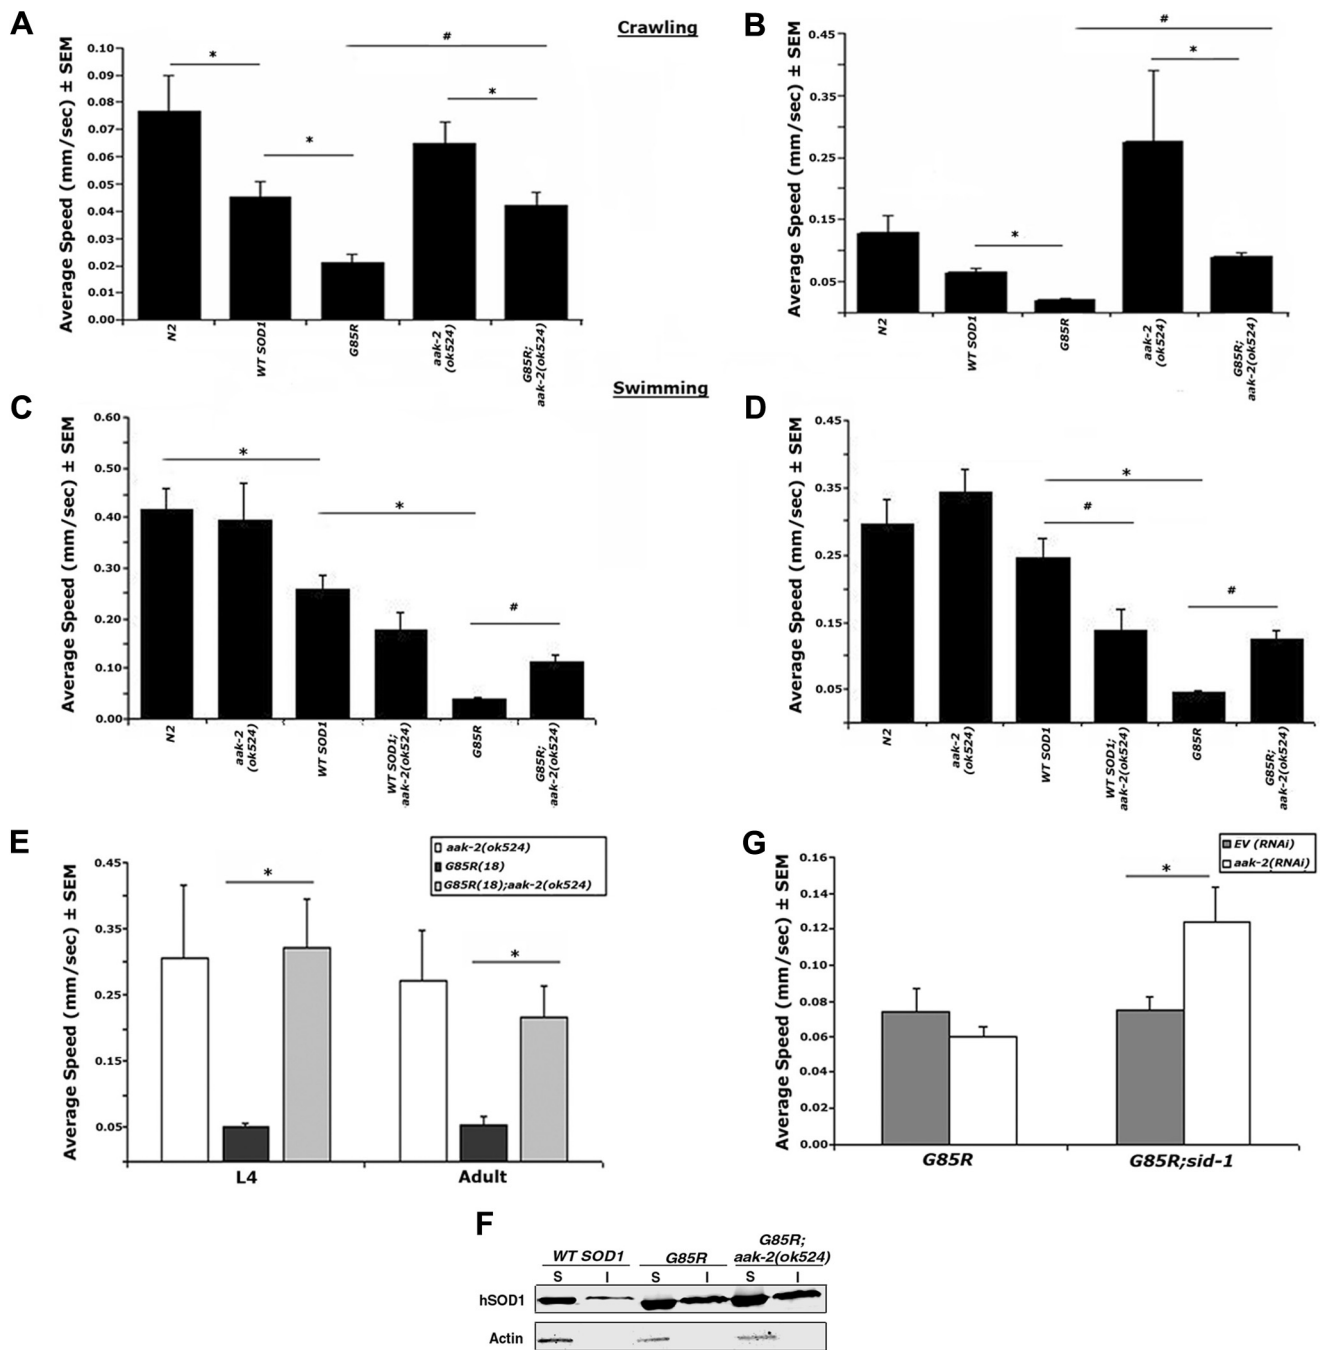 A
Crawling
B
Average Speed (mm/sec) ± SEM
0.10
0.09
0.08
0.07
0.06
0.05
0.04
0.03
0.02
0.01
0.00
*
*
#
*
N2
WT SOD1
G85R
aak-2
(ok524)
G85R;
aak-2(ok524)
Average Speed (mm/sec) ± SEM
0.45
0.35
0.25
0.15
0.05
*
#
*
N2
WT SOD1
G85R
aak-2
(ok524)
G85R;
aak-2(ok524)
C
Swimming
D
Average Speed (mm/sec) ± SEM
0.60
0.50
0.40
0.30
0.20
0.10
0.00
*
*
#
N2
aak-2
(ok524)
WT SOD1
WT SOD1;
aak-2(ok524)
G85R
G85R;
aak-2(ok524)
Average Speed (mm/sec) ± SEM
0.45
0.35
0.25
0.15
0.05
*
#
#
N2
aak-2
(ok524)
WT SOD1
WT SOD1;
aak-2(ok524)
G85R
G85R;
aak-2(ok524)
E
aak-2(ok524)
G85R(18)
G85R(18);aak-2(ok524)
Average Speed (mm/sec) ± SEM
0.45
0.35
0.25
0.15
0.05
*
*
L4
Adult
G
EV (RNAi)
aak-2(RNAi)
Average Speed (mm/sec) ± SEM
0.16
0.14
0.12
0.10
0.08
0.06
0.04
0.02
0.00
*
G85R
G85R;sid-1
F
WT SOD1
G85R
G85R;
aak-2(ok524)
S I S I S I
hSOD1
Actin